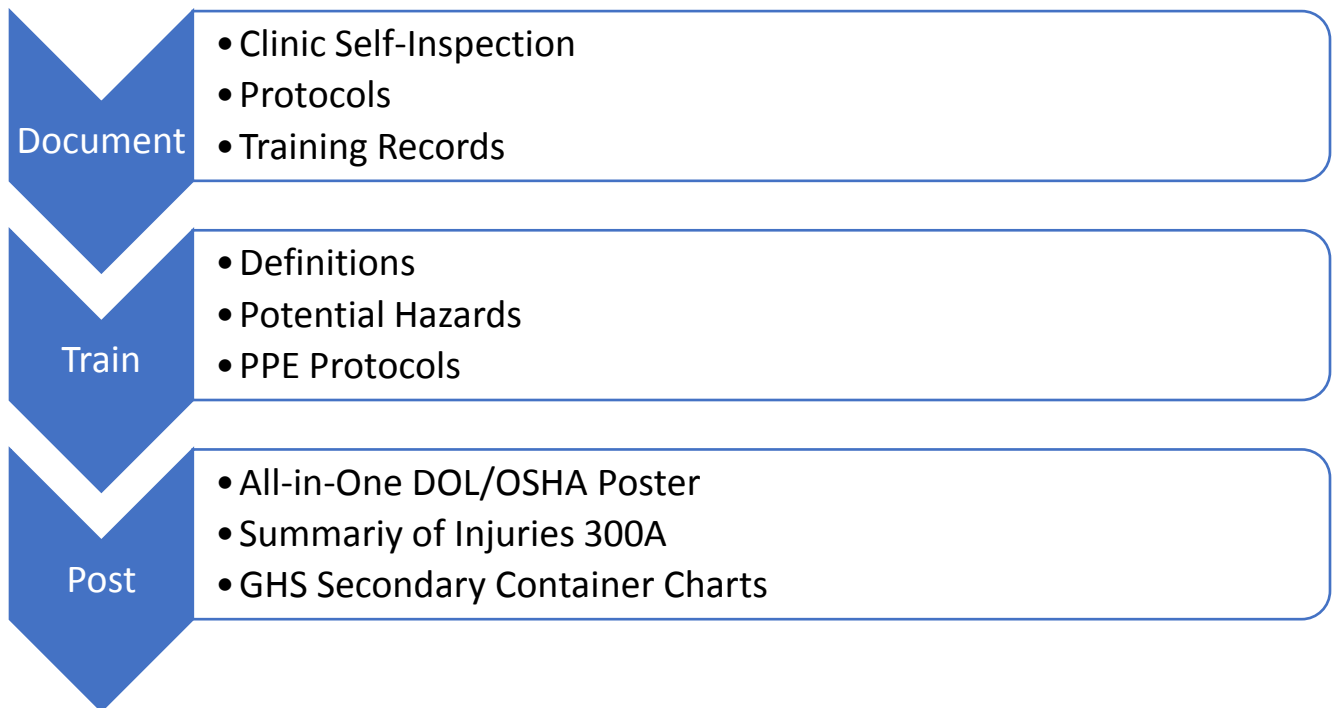 Document
• Clinic Self-Inspection
• Protocols
• Training Records
Train
• Definitions
• Potential Hazards
• PPE Protocols
Post
• All-in-One DOL/OSHA Poster
• Summariy of Injuries 300A
• GHS Secondary Container Charts